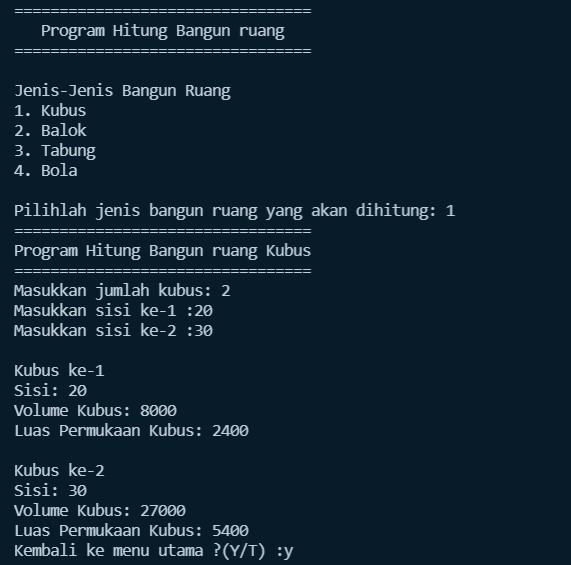 =================================
Program Hitung Bangun ruang
=================================
Jenis-Jenis Bangun Ruang
1. Kubus
2. Balok
3. Tabung
4. Bola
Pilihlah jenis bangun ruang yang akan dihitung: 1
=================================
Program Hitung Bangun ruang Kubus
=================================
Masukkan jumlah kubus: 2
Masukkan sisi ke-1 :20
Masukkan sisi ke-2 :30
Kubus ke-1
Sisi: 20
Volume Kubus: 8000
Luas Permukaan Kubus: 2400
Kubus ke-2
Sisi: 30
Volume Kubus: 27000
Luas Permukaan Kubus: 5400
Kembali ke menu utama ?(Y/T) :y